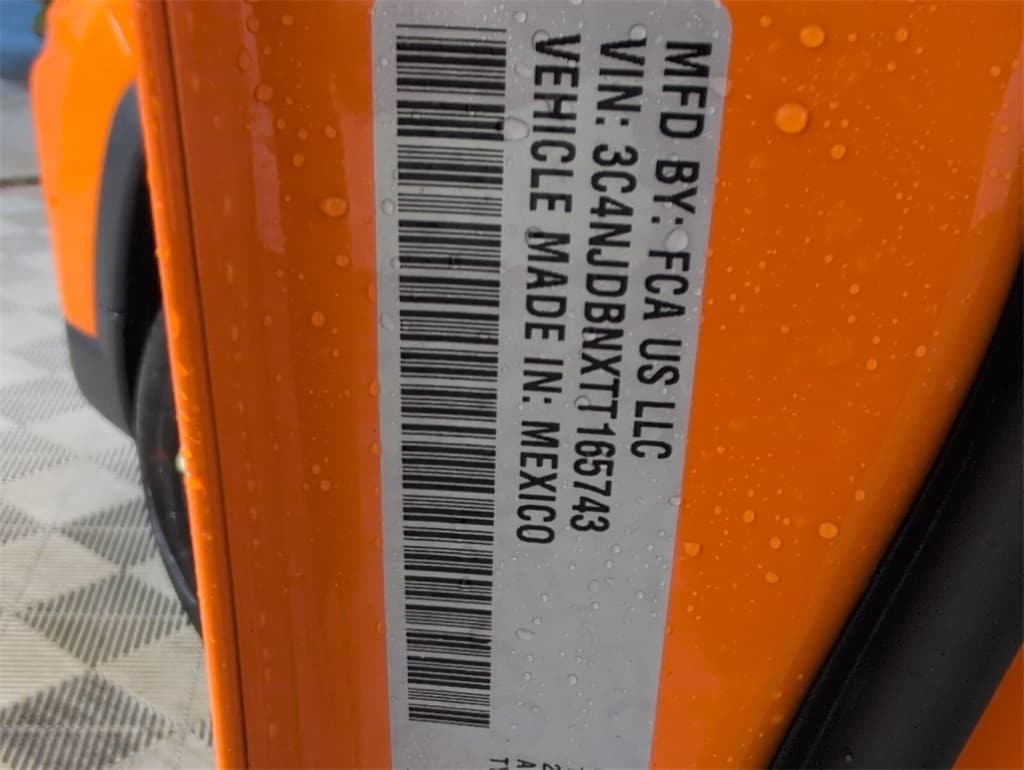 MFD BY: FCA US LLC
VIN: 3C4NJDBNXTT165743
VEHICLE MADE IN: MEXICO